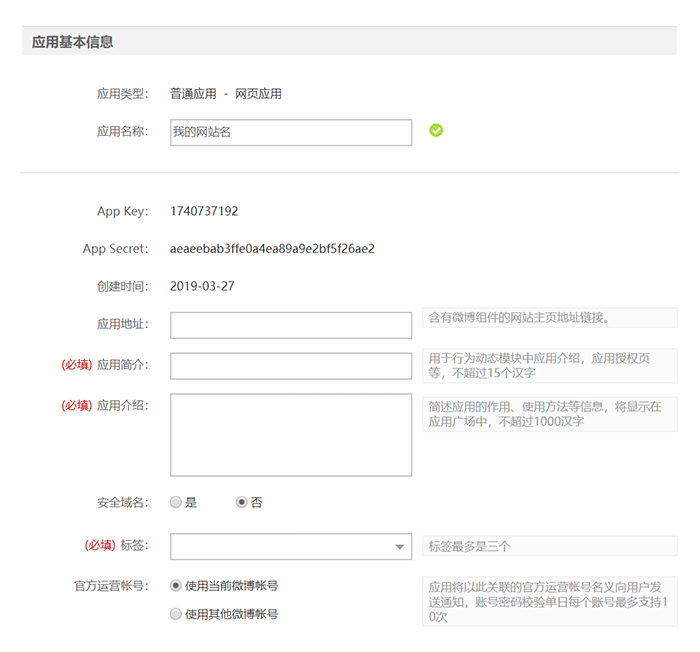 应用基本信息
应用类型： 普通应用 - 网页应用
应用名称： 我的网站名
App Key： 1740737192
App Secret： aeaeebab3ffe0a4ea89a9e2bf5f26ae2
创建时间： 2019-03-27
应用地址： 含有微博组件的网站主页地址链接。
(必填) 应用简介： 用于行为动态模块中应用介绍，应用授权页
等，不超过15个汉字
(必填) 应用介绍： 简述应用的作用、使用方法等信息，将显示在
应用广场中，不超过1000汉字
安全域名： 是 否
(必填) 标签： 标签最多是三个
官方运营帐号： 使用当前微博帐号 应用将以此关联的官方运营帐号名义向用户发
送通知，账号密码校验单日每个账号最多支持1
使用其他微博帐号 0次